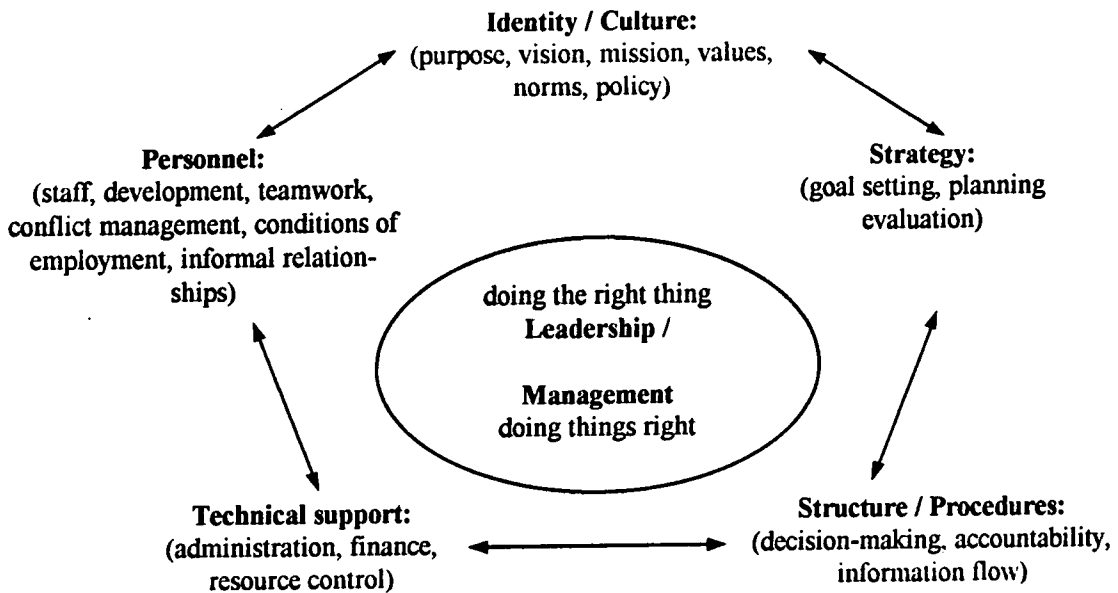 Identity / Culture:
(purpose, vision, mission, values,
norms, policy)
Personnel:
(staff, development, teamwork,
conflict management, conditions of
employment, informal relation-
ships)
Strategy:
(goal setting, planning
evaluation)
doing the right thing
Leadership /
Management
doing things right
Technical support:
(administration, finance,
resource control)
Structure / Procedures:
(decision-making, accountability,
information flow)